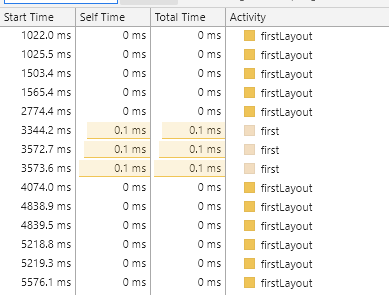 Start Time Self Time Total Time Activity
1022.0 ms 0 ms 0 ms firstLayout
1025.5 ms 0 ms 0 ms firstLayout
1503.4 ms 0 ms 0 ms firstLayout
1565.4 ms 0 ms 0 ms firstLayout
2774.4 ms 0 ms 0 ms firstLayout
3344.2 ms 0.1 ms 0.1 ms first
3572.7 ms 0.1 ms 0.1 ms first
3573.6 ms 0.1 ms 0.1 ms first
4074.0 ms 0 ms 0 ms firstLayout
4838.9 ms 0 ms 0 ms firstLayout
4839.5 ms 0 ms 0 ms firstLayout
5218.8 ms 0 ms 0 ms firstLayout
5219.3 ms 0 ms 0 ms firstLayout
5576.1 ms 0 ms 0 ms firstLayout